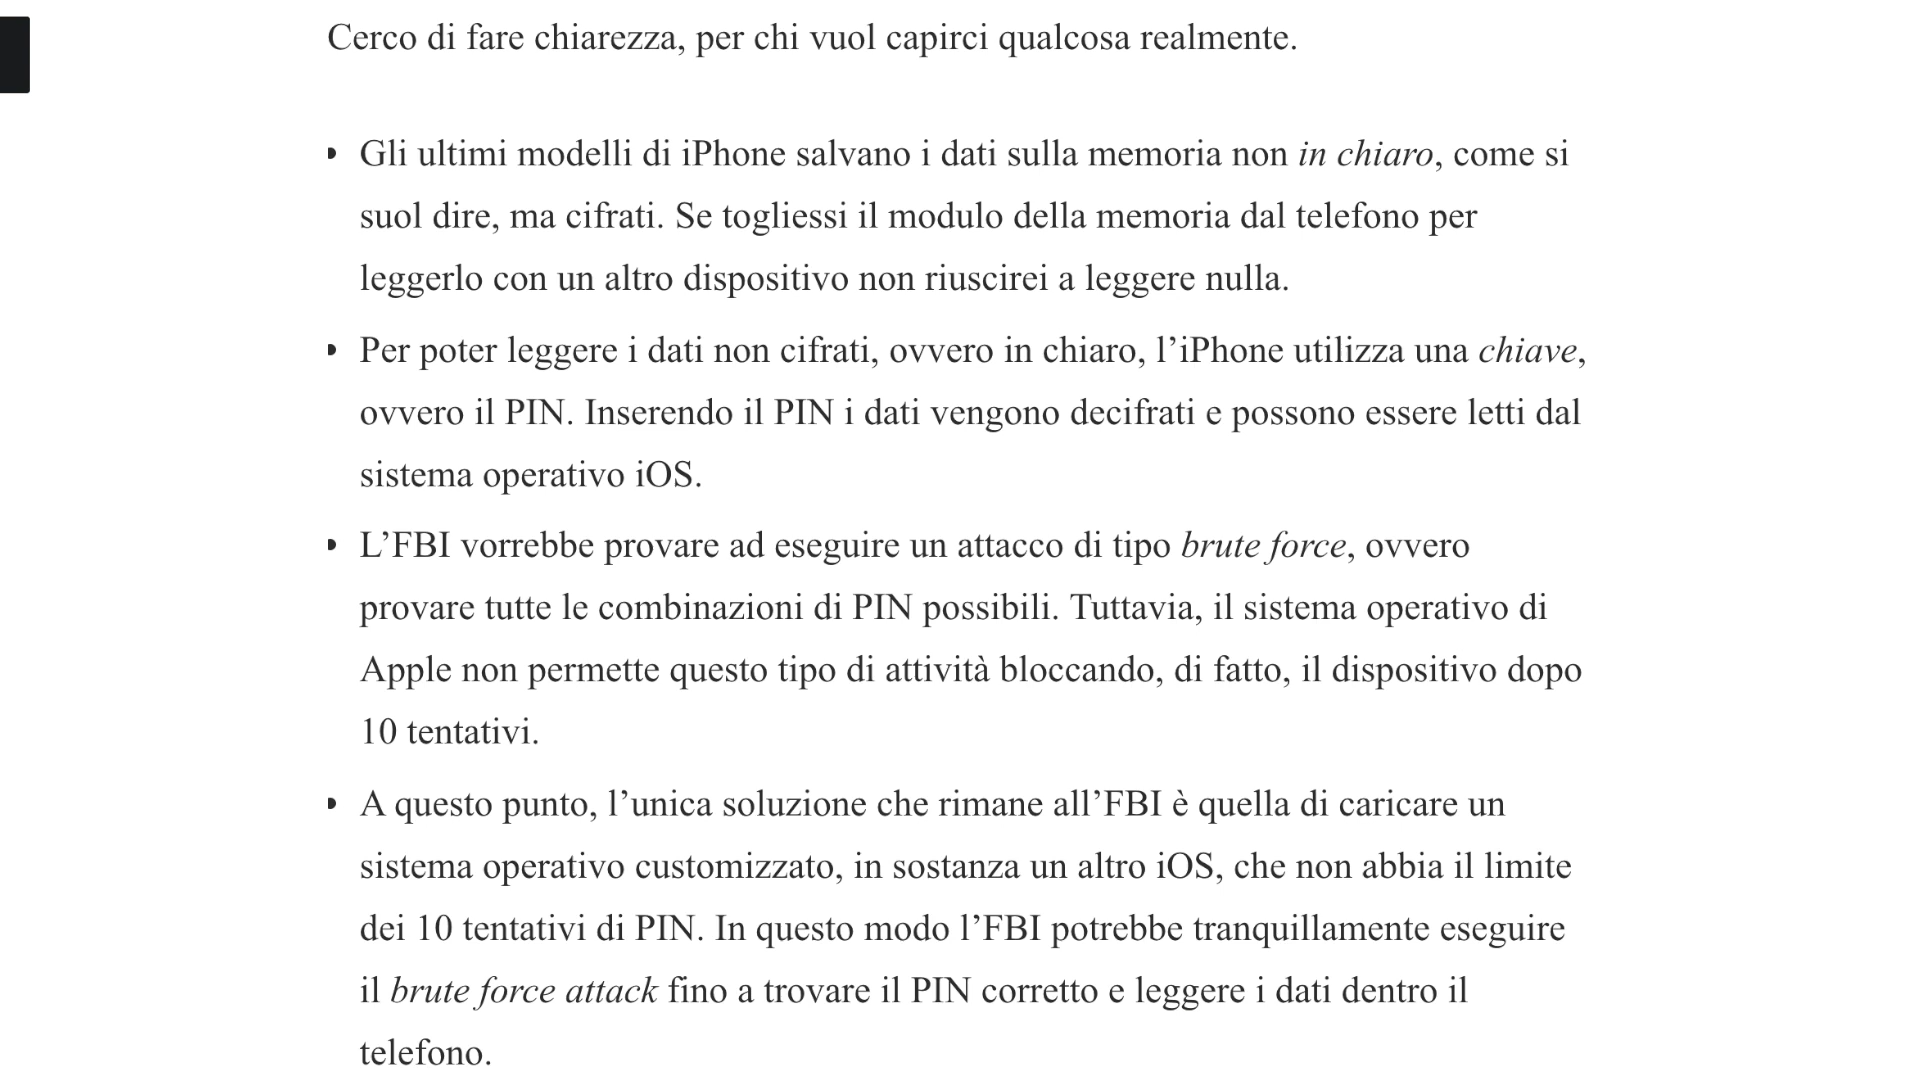 Cerco di fare chiarezza, per chi vuol capirci qualcosa realmente.
Gli ultimi modelli di iPhone salvano i dati sulla memoria non in chiaro, come si
suol dire, ma cifrati. Se togliessi il modulo della memoria dal telefono per
leggerlo con un altro dispositivo non riuscirei a leggere nulla.
Per poter leggere i dati non cifrati, ovvero in chiaro, l’iPhone utilizza una chiave,
ovvero il PIN. Inserendo il PIN i dati vengono decifrati e possono essere letti dal
sistema operativo iOS.
L’FBI vorrebbe provare ad eseguire un attacco di tipo brute force, ovvero
provare tutte le combinazioni di PIN possibili. Tuttavia, il sistema operativo di
Apple non permette questo tipo di attività bloccando, di fatto, il dispositivo dopo
10 tentativi.
A questo punto, l’unica soluzione che rimane all’FBI è quella di caricare un
sistema operativo customizzato, in sostanza un altro iOS, che non abbia il limite
dei 10 tentativi di PIN. In questo modo l’FBI potrebbe tranquillamente eseguire
il brute force attack fino a trovare il PIN corretto e leggere i dati dentro il
telefono.